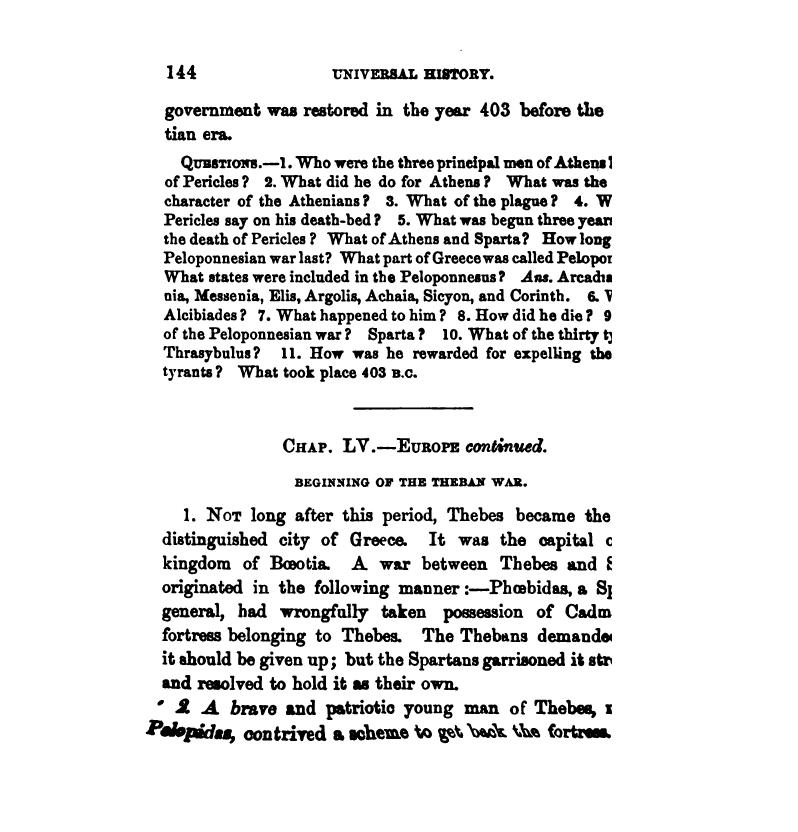 144 UNIVERSAL HISTORY.
government was restored in the year 403 before the
tian era.
QUESTIONS.—1. Who were the three principal men of Athens
of Pericles? 2. What did he do for Athens? What was the
character of the Athenians? 3. What of the plague? 4. W
Pericles say on his death-bed? 5. What was begun three year
the death of Pericles? What of Athens and Sparta? How long
Peloponnesian war last? What part of Greece was called Pelopo
What states were included in the Peloponnesus? Ans. Arcadia
nia, Messenia, Elis, Argolis, Achaia, Sicyon, and Corinth. 6.
Alcibiades? 7. What happened to him? 8. How did he die? 9
of the Peloponnesian war? Sparta? 10. What of the thirty t
Thrasybulus? 11. How was he rewarded for expelling the
tyrants? What took place 403 B.C.
CHAP. LV.—EUROPE continued.
BEGINNING OF THE THEBAN WAR.
1. NOT long after this period, Thebes became the
distinguished city of Greece. It was the capital
kingdom of Bœotia. A war between Thebes and S
originated in the following manner:—Phœbidas, a Sp
general, had wrongfully taken possession of Cadm
fortress belonging to Thebes. The Thebans demande
it should be given up; but the Spartans garrisoned it str
and resolved to hold it as their own.
2. A brave and patriotic young man of Thebes,
Pelopidas, contrived a scheme to get back the fortress.